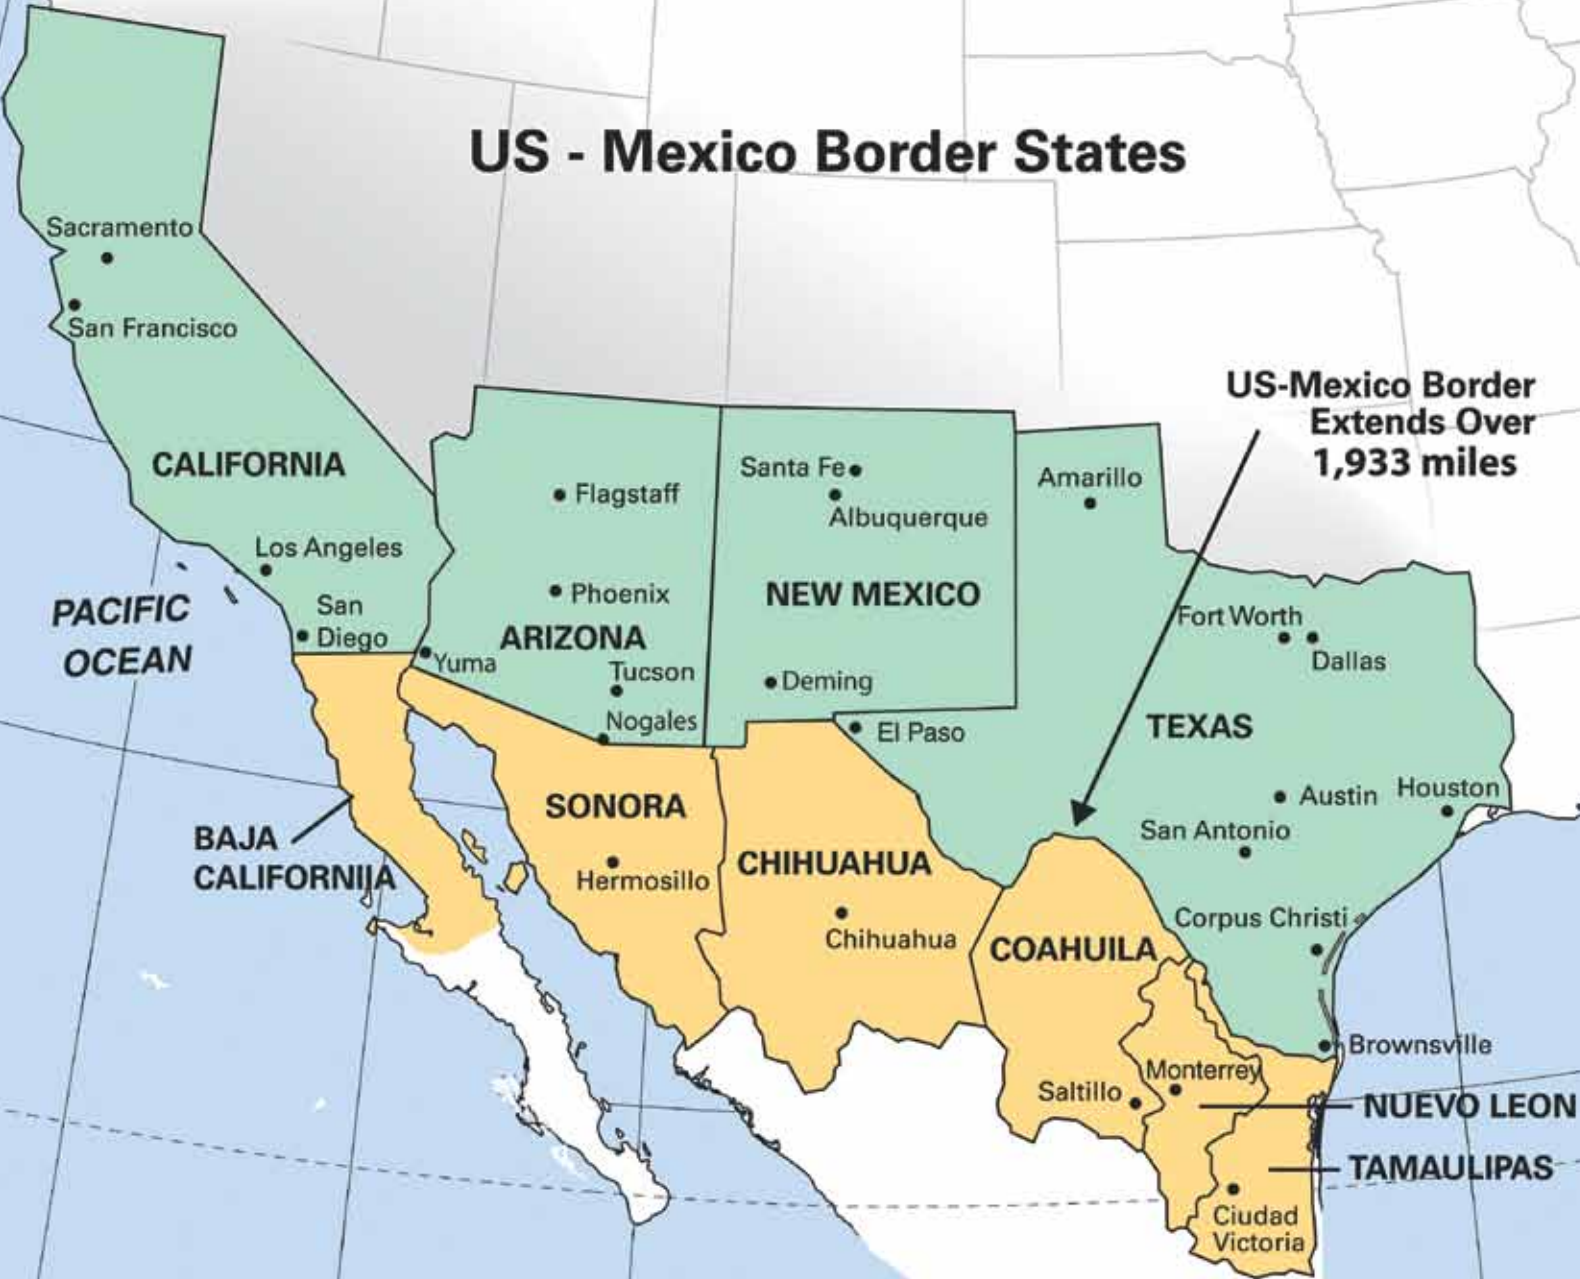 US - Mexico Border States
Sacramento
San Francisco
CALIFORNIA
Los Angeles
San
Diego
PACIFIC
OCEAN
Flagstaff
Phoenix
ARIZONA
Yuma
Tucson
Nogales
Santa Fe
Albuquerque
NEW MEXICO
Deming
US-Mexico Border
Extends Over
1,933 miles
Amarillo
Fort Worth
Dallas
El Paso
TEXAS
Austin
Houston
San Antonio
Corpus Christi
Brownsville
BAJA
CALIFORNIJA
SONORA
Hermosillo
CHIHUAHUA
Chihuahua
COAHUILA
Saltillo
Monterrey
NUEVO LEON
TAMAULIPAS
Ciudad
Victoria